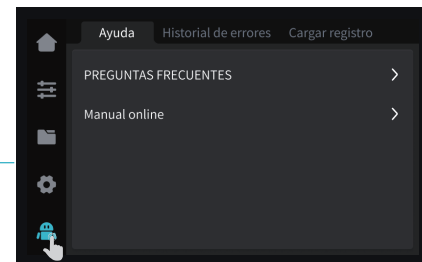 Ayuda
Historial de errores
Cargar registro
PREGUNTAS FRECUENTES
Manual online